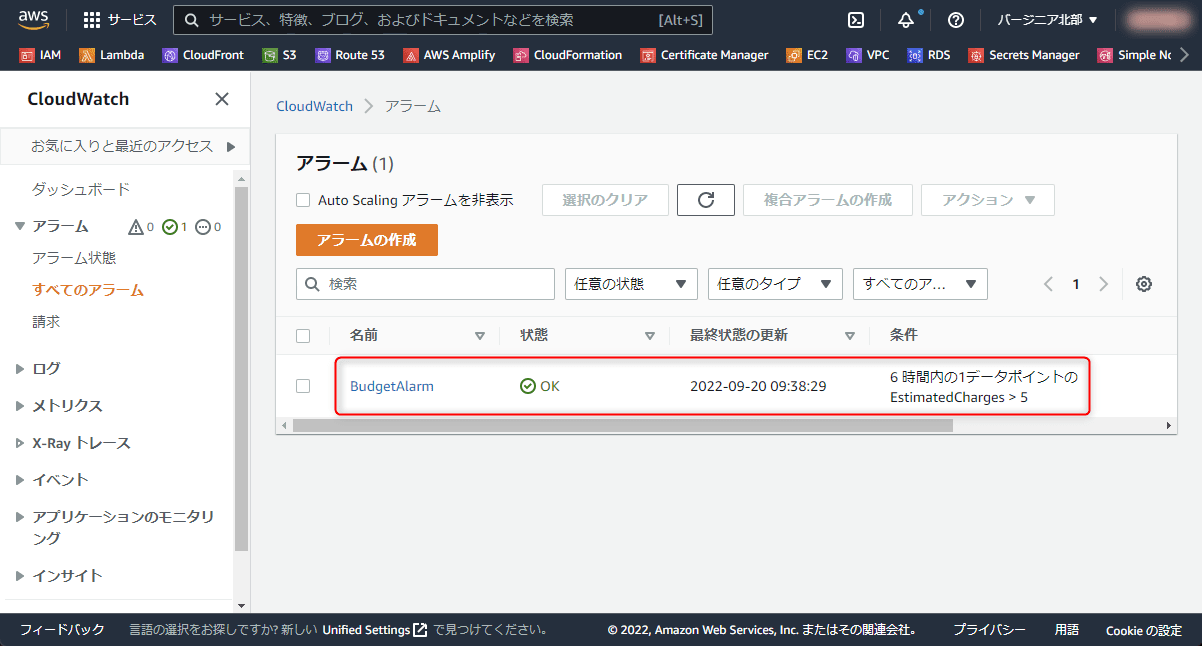 aws
サービス
サービス、特徴、ブログ、およびドキュメントなどを検索 [Alt+S]
バージニア北部
IAM Lambda CloudFront S3 Route 53 AWS Amplify CloudFormation Certificate Manager EC2 VPC RDS Secrets Manager Simple No
CloudWatch
お気に入りと最近のアクセス
ダッシュボード
アラーム 0 1 0
アラーム状態
すべてのアラーム
請求
ログ
メトリクス
X-Ray トレース
イベント
アプリケーションのモニタリ
ング
インサイト
CloudWatch アラーム
アラーム (1)
Auto Scaling アラームを非表示 選択のクリア 複合アラームの作成 アクション
アラームの作成
検索 任意の状態 任意のタイプ すべてのア... 1
名前 状態 最終状態の更新 条件
BudgetAlarm OK 2022-09-20 09:38:29 6 時間内の1データポイントの
EstimatedCharges > 5
フィードバック 言語の選択をお探しですか? 新しい Unified Settings で見つけてください。 © 2022, Amazon Web Services, Inc. またはその関連会社。 プライバシー 用語 Cookie の設定